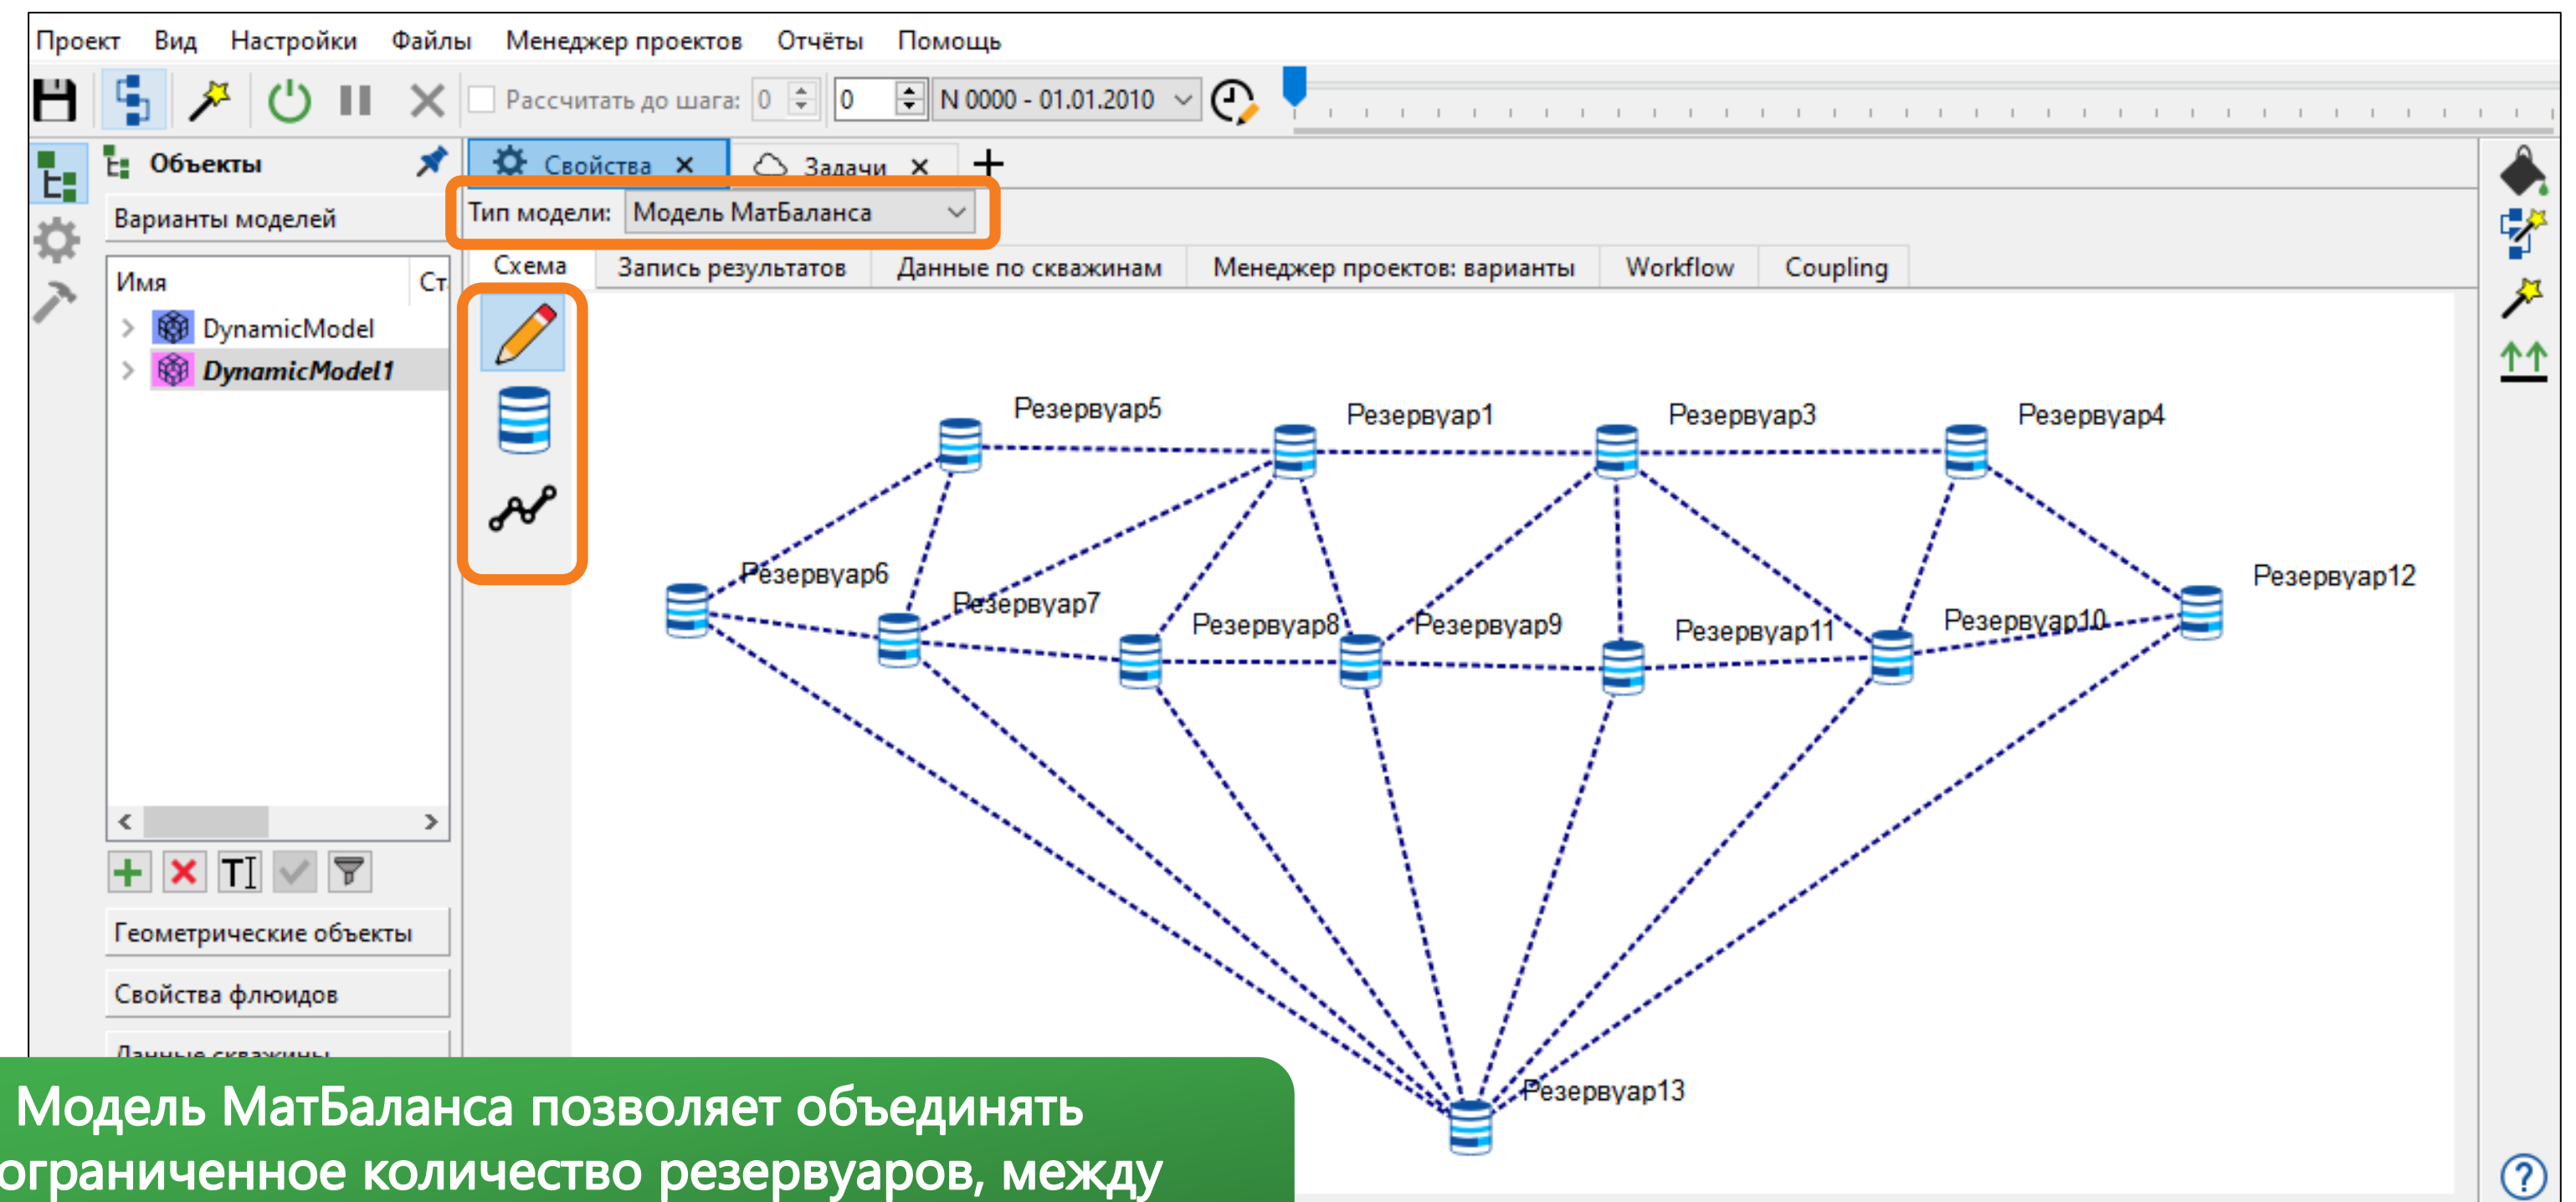 Проект Вид Настройки Файлы Менеджер проектов Отчёты Помощь
Рассчитать до шага: 0 0 N 0000 - 01.01.2010
Объекты Свойства Задачи
Варианты моделей Тип модели: Модель МатБаланса
Схема Запись результатов Данные по скважинам Менеджер проектов: варианты Workflow Coupling
Имя Ст
DynamicModel
DynamicModel1
Резервуар5 Резервуар1 Резервуар3 Резервуар4
Резервуар6 Резервуар7 Резервуар8 Резервуар9 Резервуар11 Резервуар10 Резервуар12
TI
Геометрические объекты
Свойства флюидов
Данные скважины
Резервуар13
Модель МатБаланса позволяет объединять
ограниченное количество резервуаров, между